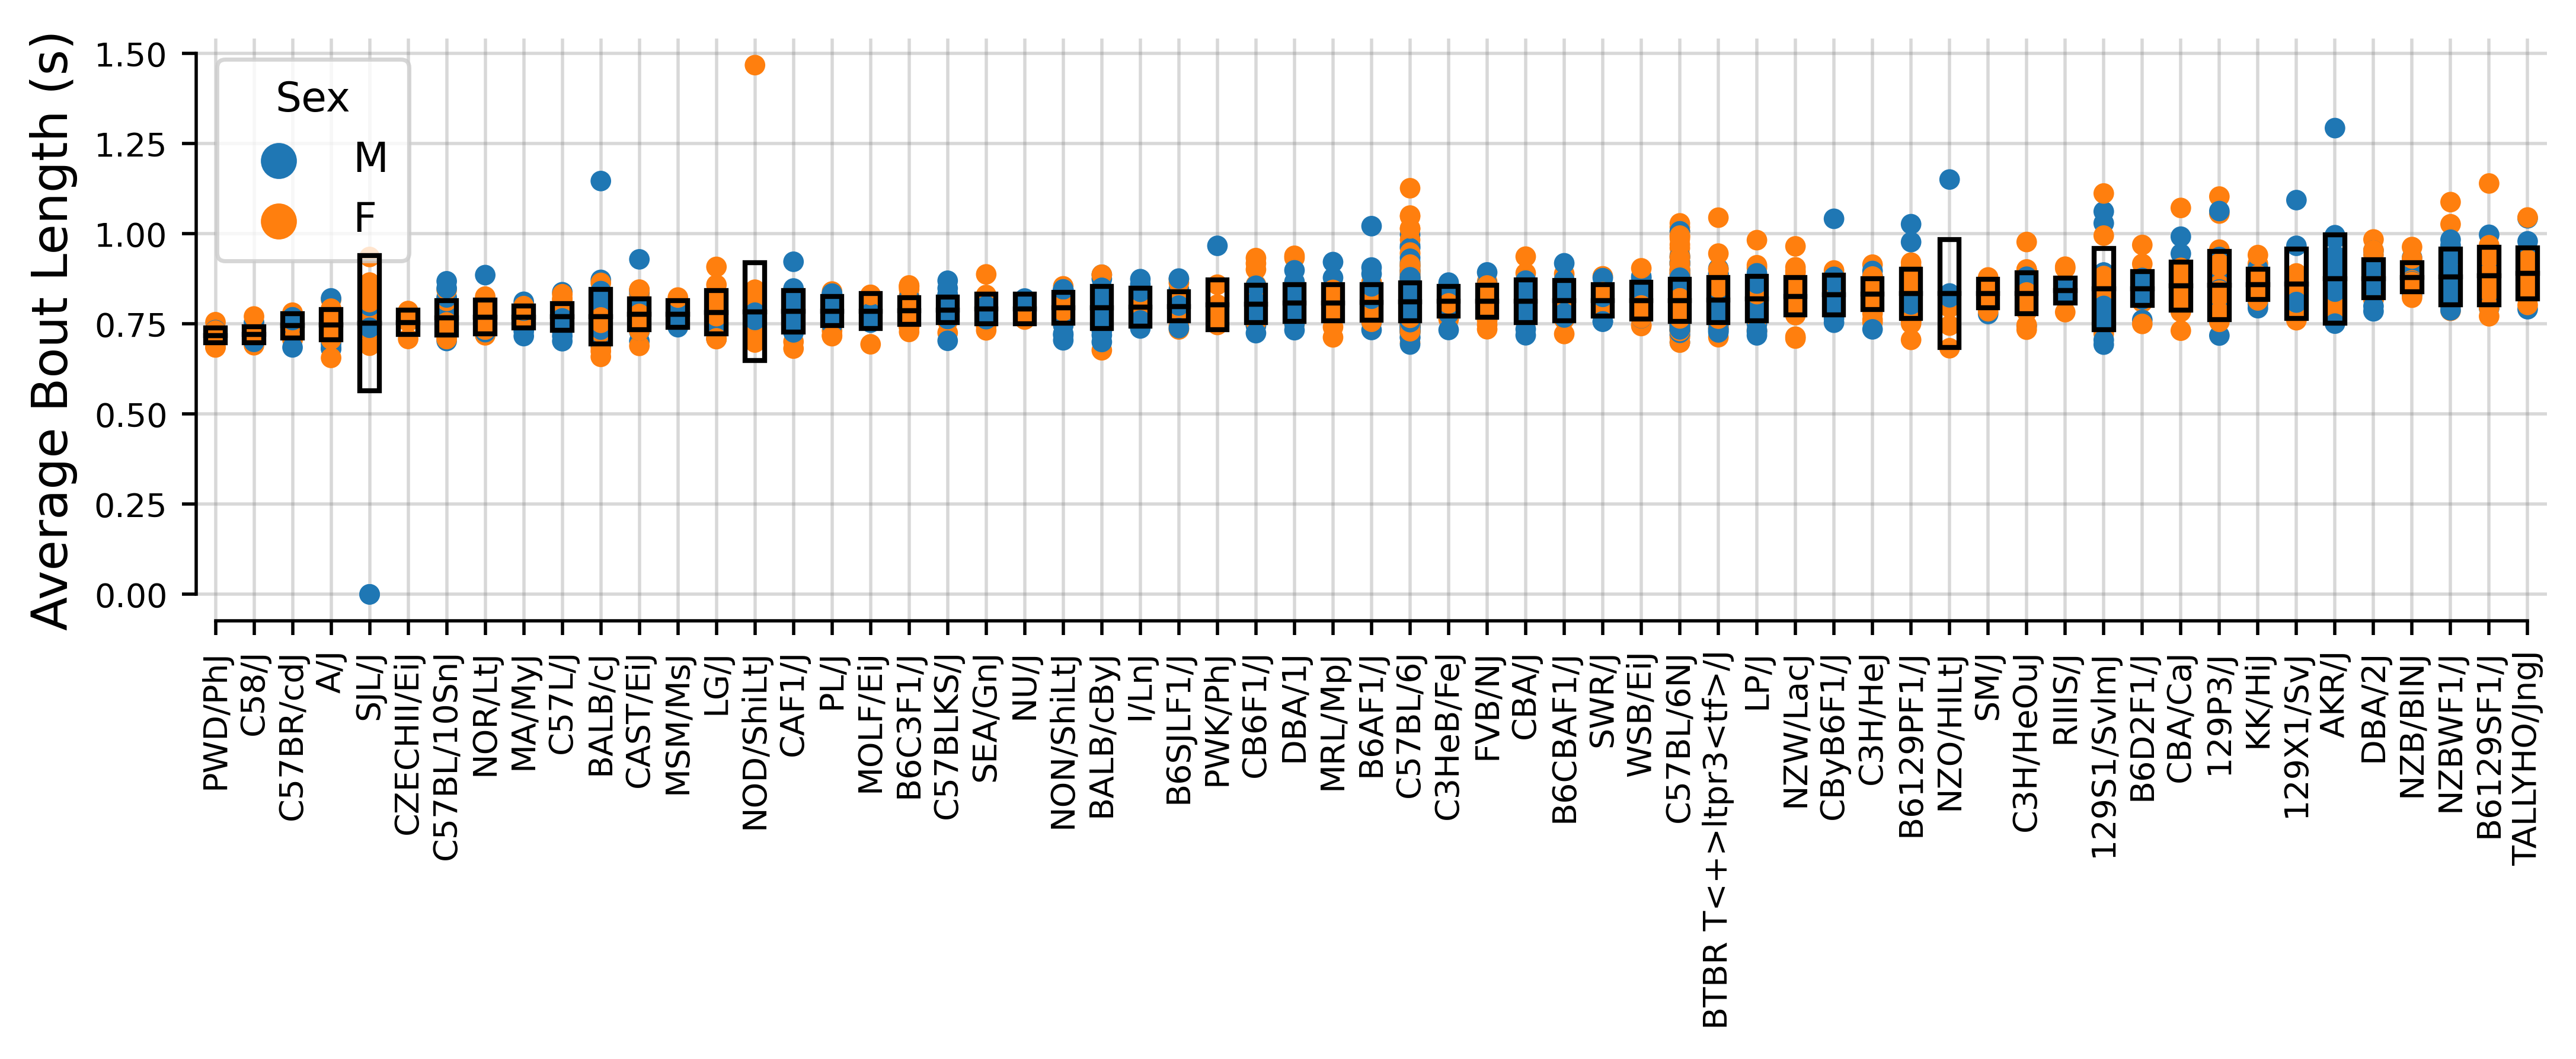 Average Bout Length (s)
1.50
1.25
1.00
0.75
0.50
0.25
0.00
Sex
M
F
PWD/PhJ
C58/J
C57BR/cdJ
A/J
SJL/J
CZECHII/EiJ
C57BL/10SnJ
NOR/LtJ
MA/MyJ
C57L/J
BALB/cJ
CAST/EiJ
MSM/MsJ
LG/J
NOD/ShiLtJ
CAF1/J
PL/J
MOLF/EiJ
B6C3F1/J
C57BLKS/J
SEA/GnJ
NU/J
NON/ShiLtJ
BALB/cByJ
I/LnJ
B6SJLF1/J
PWK/PhJ
CB6F1/J
DBA/1J
MRL/MpJ
B6AF1/J
C57BL/6J
C3HeB/FeJ
FVB/NJ
CBA/J
B6CBAF1/J
SWR/J
WSB/EiJ
C57BL/6NJ
BTBR T<+>ltpr3<tf>/J
LP/J
NZW/LacJ
CByB6F1/J
C3H/HeJ
B6129PF1/J
NZO/HlLtJ
SM/J
C3H/HeOuJ
RIIIS/J
129S1/SvlmJ
B6D2F1/J
CBA/CaJ
129P3/J
KK/HiJ
129X1/SvJ
AKR/J
DBA/2J
NZB/BlNJ
NZBWF1/J
B6129SF1/J
TALLYHO/JngJ